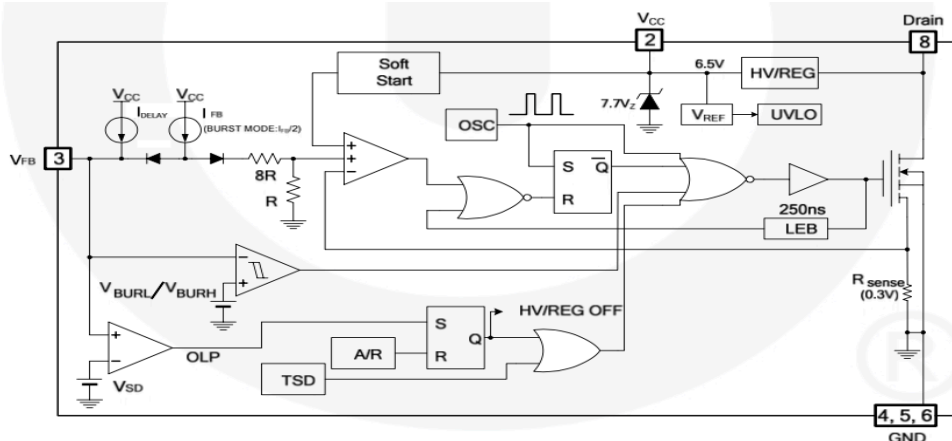 VCC
Drain
2
8
Soft
Start
6.5V
HV/REG
7.7VZ
VREF
UVLO
VCC
VCC
IDELAY
I FB
(BURST MODE:IFB/2)
OSC
VFB
3
8R
R
+
+
-
S
Q
R
250ns
LEB
-
+
VBURL/VBURH
R sense
(0.3V)
+
-
VSD
OLP
S
Q
R
A/R
TSD
HV/REG OFF
4, 5, 6
GND
R